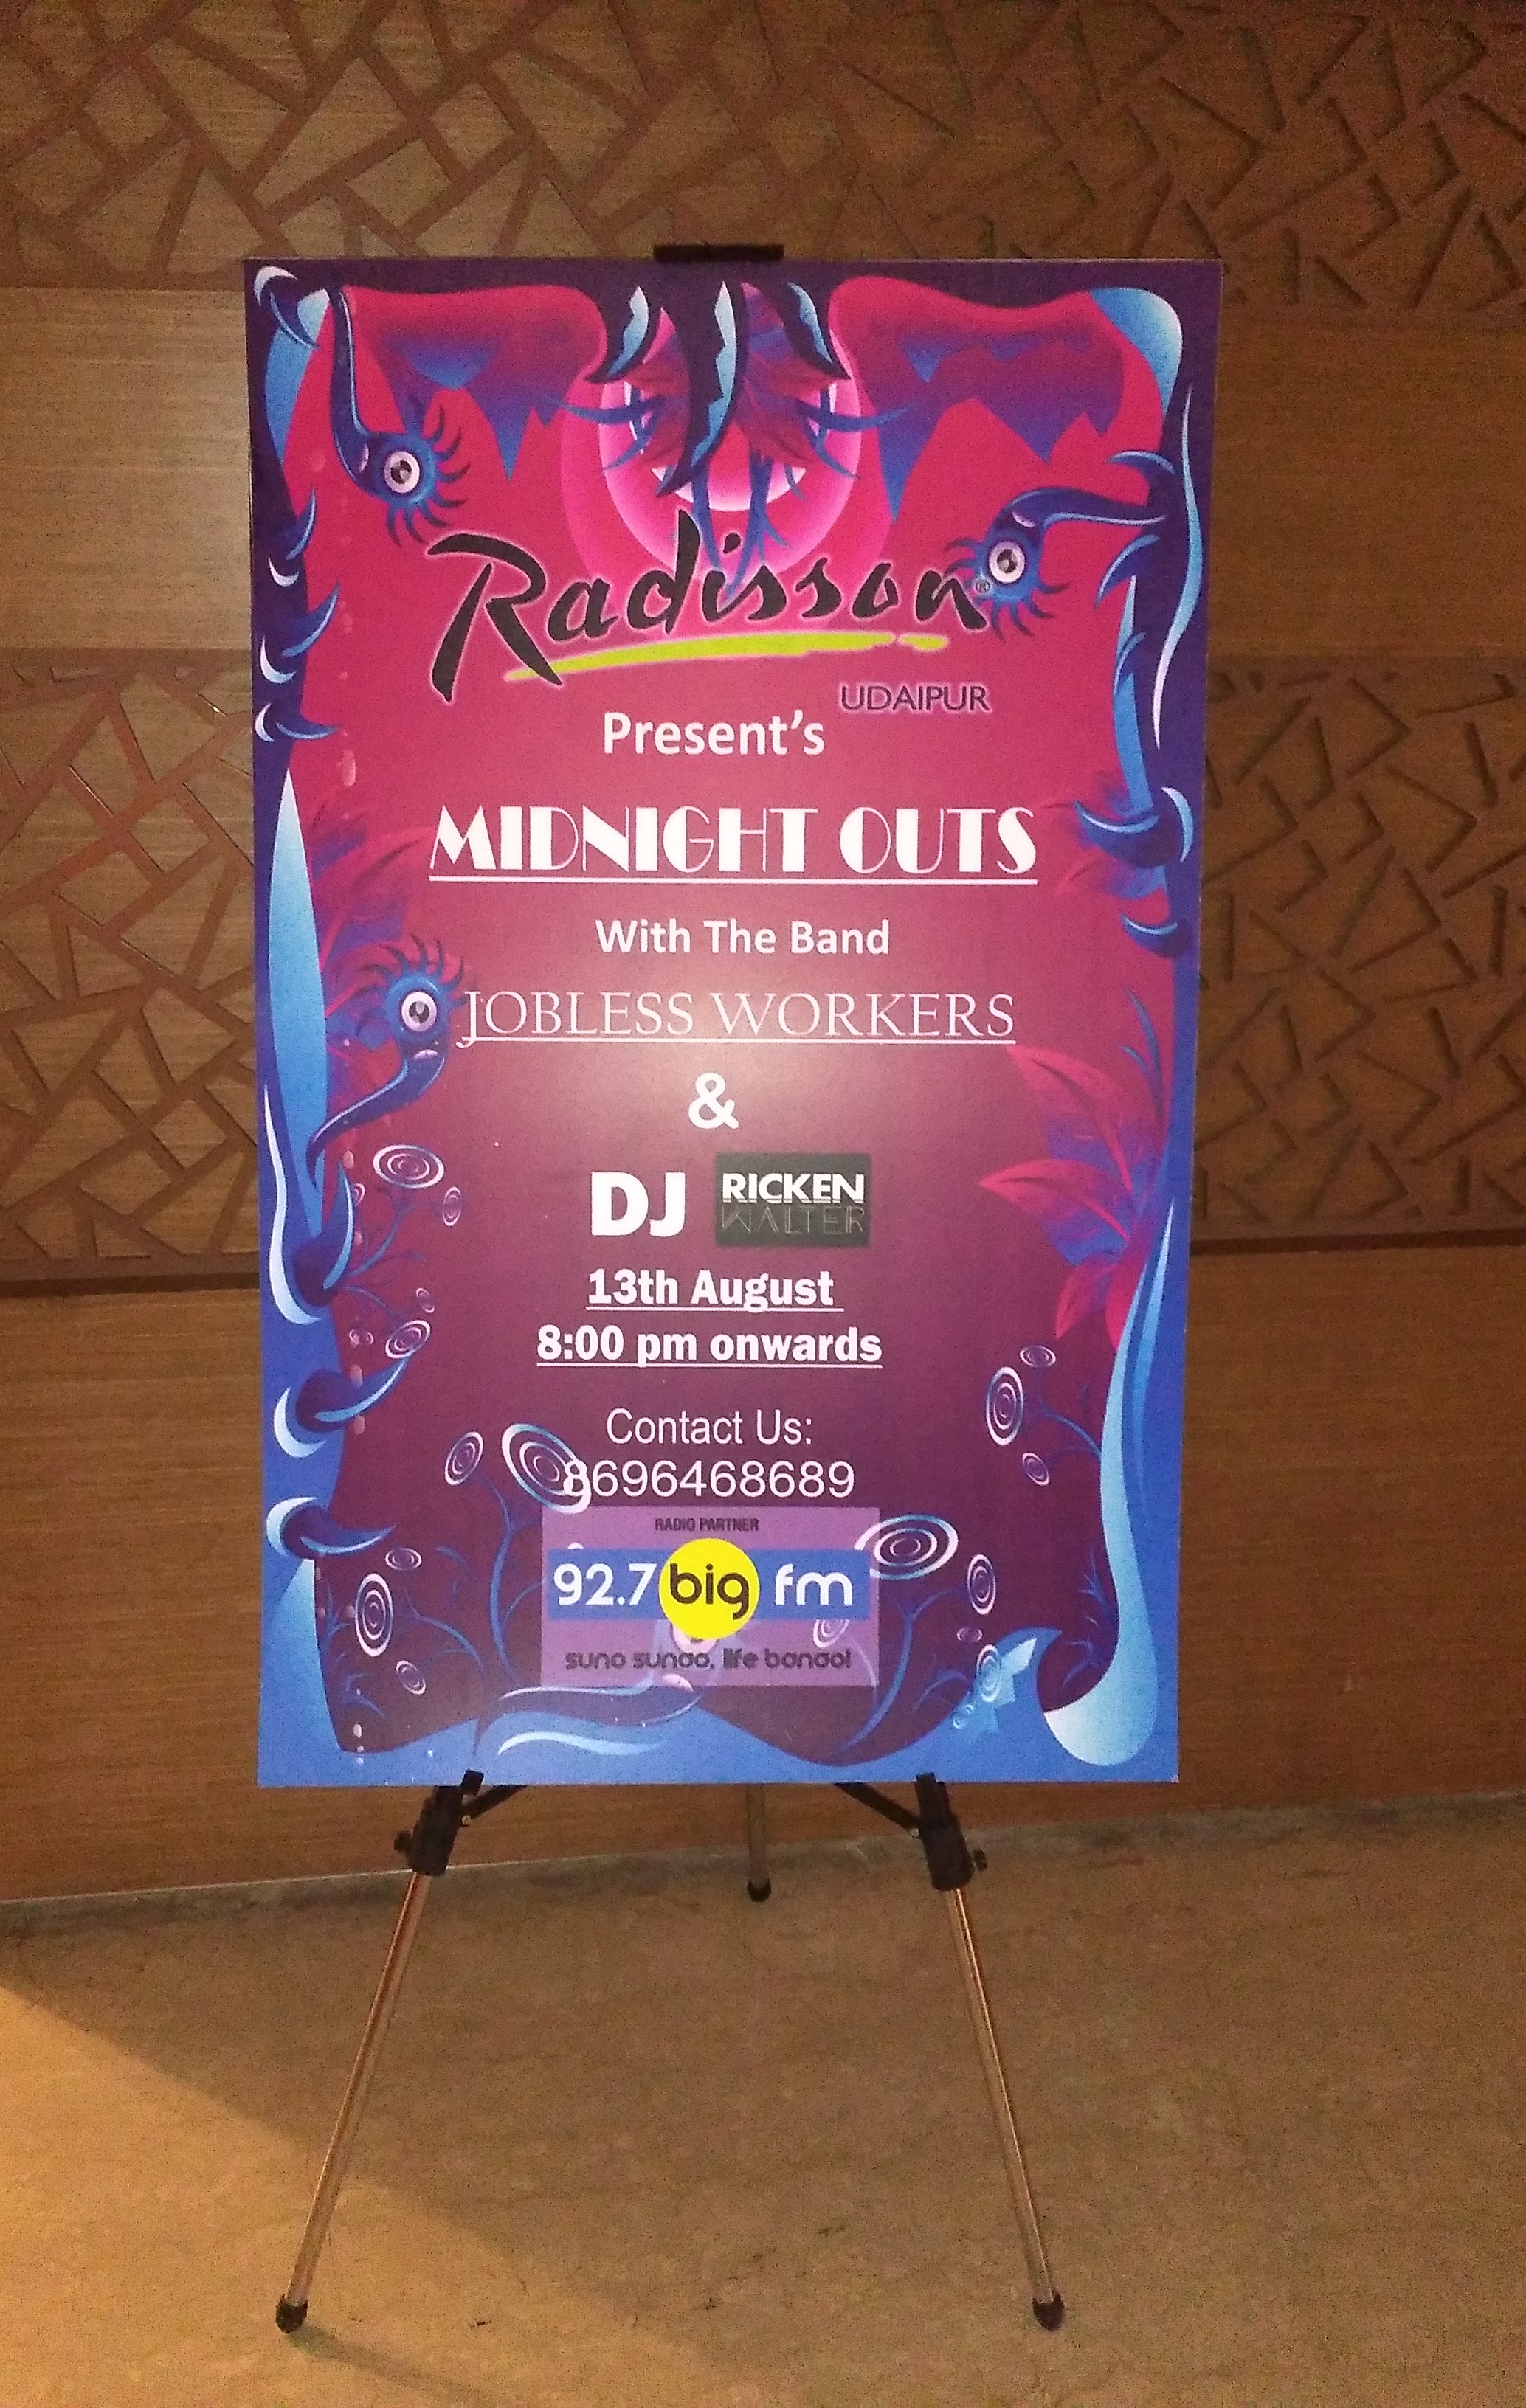 Radisson®
UDAIPUR
Present's
MIDNIGHT OUTS
With The Band
JOBLESS WORKERS
&
DJ RICKEN
WALTER
13th August
8:00 pm onwards
Contact Us:
8696468689
RADIO PARTNER
92.7 big fm
suno sunao, life banao!